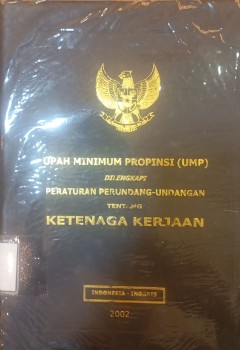 UPAH MINIMUM PROPINSI (UMP)
DILENGKAPI
PERATURAN PERUNDANG-UNDANGAN
TENTANG
KETENAGA KERJAAN
INDONESIA - INGGRIS
2002